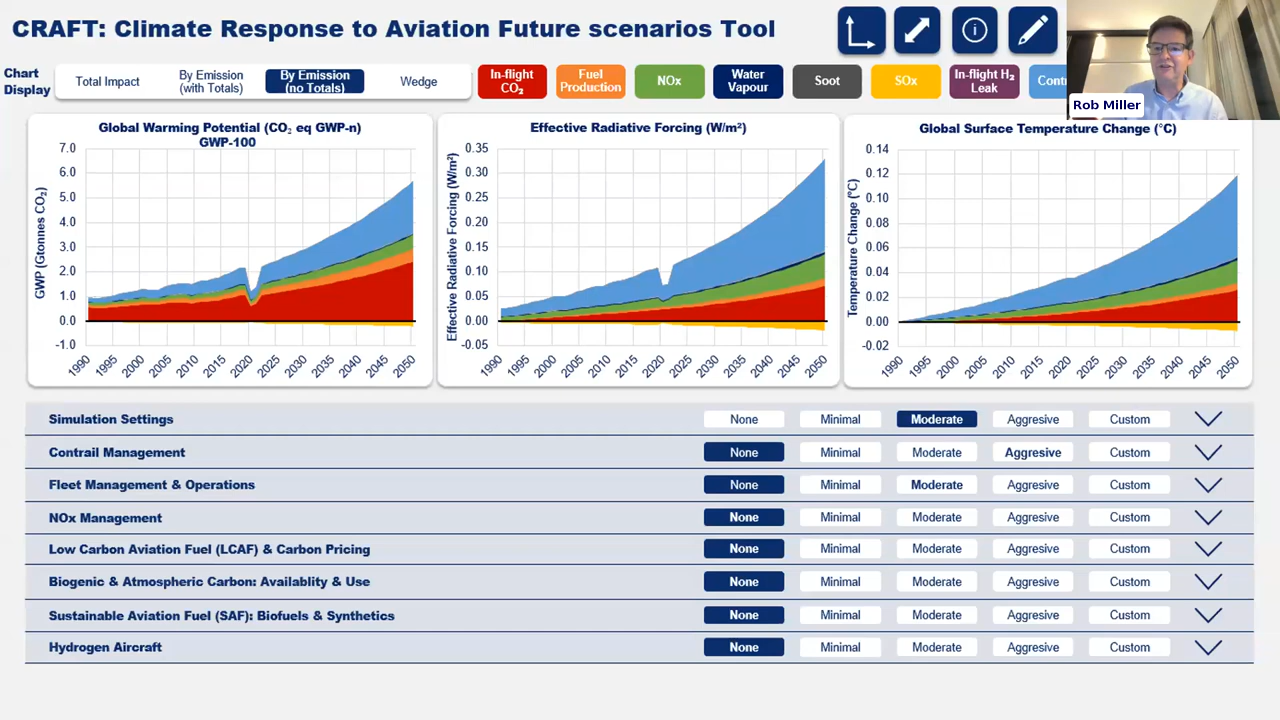 CRAFT: Climate Response to Aviation Future scenarios Tool
Rob Miller
Chart
Display
Total Impact
By Emission
(with Totals)
By Emission
(no Totals)
Wedge
In-flight
CO₂
Fuel
Production
NOx
Water
Vapour
Soot
SOx
In-flight H₂
Leak
Global Warming Potential (CO₂ eq GWP-n)
GWP-100
GWP (Gtonnes CO₂)
7.0
6.0
5.0
4.0
3.0
2.0
1.0
0.0
-1.0
1990
1995
2000
2005
2010
2015
2020
2025
2030
2035
2040
2045
2050
Effective Radiative Forcing (W/m²)
Effective Radiative Forcing (W/m²)
0.35
0.30
0.25
0.20
0.15
0.10
0.05
0.00
-0.05
1990
1995
2000
2005
2010
2015
2020
2025
2030
2035
2040
2045
2050
Global Surface Temperature Change (°C)
Temperature Change (°C)
0.14
0.12
0.10
0.08
0.06
0.04
0.02
0.00
-0.02
1990
1995
2000
2005
2010
2015
2020
2025
2030
2035
2040
2045
2050
Simulation Settings None Minimal Moderate Aggresive Custom
Contrail Management None Minimal Moderate Aggresive Custom
Fleet Management & Operations None Minimal Moderate Aggresive Custom
NOx Management None Minimal Moderate Aggresive Custom
Low Carbon Aviation Fuel (LCAF) & Carbon Pricing None Minimal Moderate Aggresive Custom
Biogenic & Atmospheric Carbon: Availablity & Use None Minimal Moderate Aggresive Custom
Sustainable Aviation Fuel (SAF): Biofuels & Synthetics None Minimal Moderate Aggresive Custom
Hydrogen Aircraft None Minimal Moderate Aggresive Custom